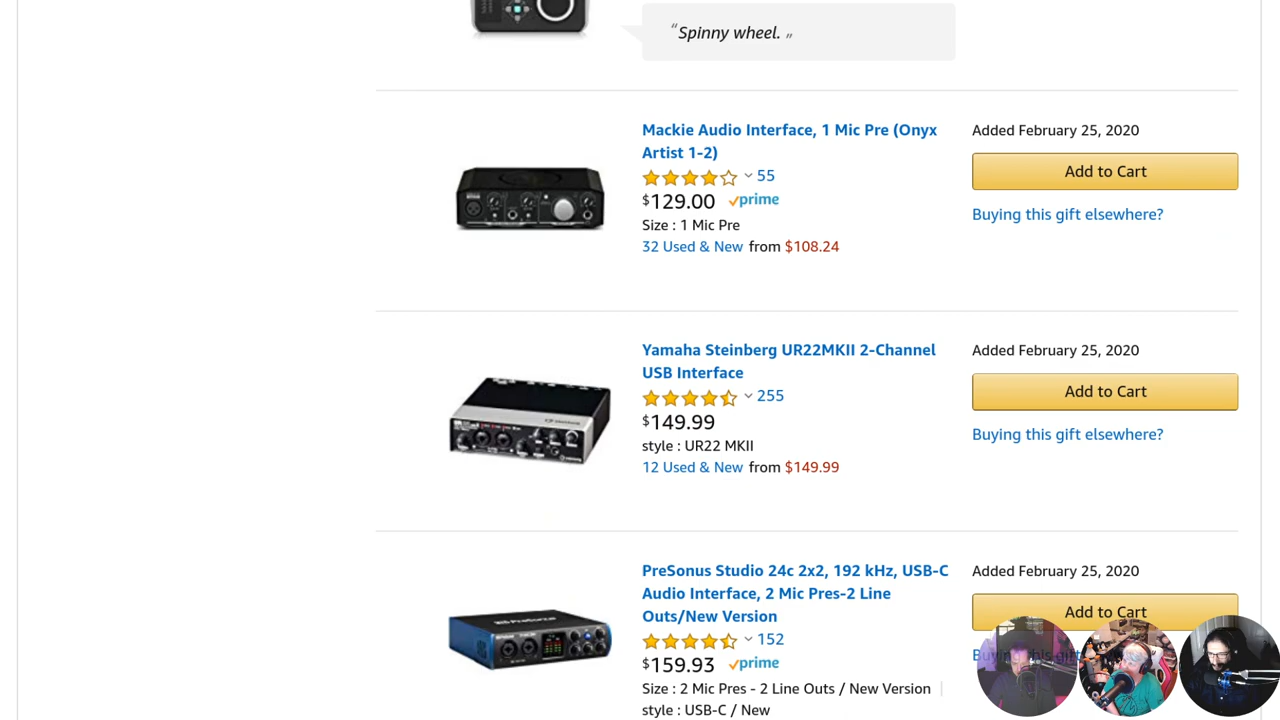 “Spinny wheel. ”
Mackie Audio Interface, 1 Mic Pre (Onyx
Artist 1-2)
55
$129.00 prime
Size : 1 Mic Pre
32 Used & New from $108.24
Added February 25, 2020
Add to Cart
Buying this gift elsewhere?
Yamaha Steinberg UR22MKII 2-Channel
USB Interface
255
$149.99
style : UR22 MKII
12 Used & New from $149.99
Added February 25, 2020
Add to Cart
Buying this gift elsewhere?
PreSonus Studio 24c 2x2, 192 kHz, USB-C
Audio Interface, 2 Mic Pres-2 Line
Outs/New Version
152
$159.93 prime
Size : 2 Mic Pres - 2 Line Outs / New Version
style : USB-C / New
Added February 25, 2020
Add to Cart
Buying this gift